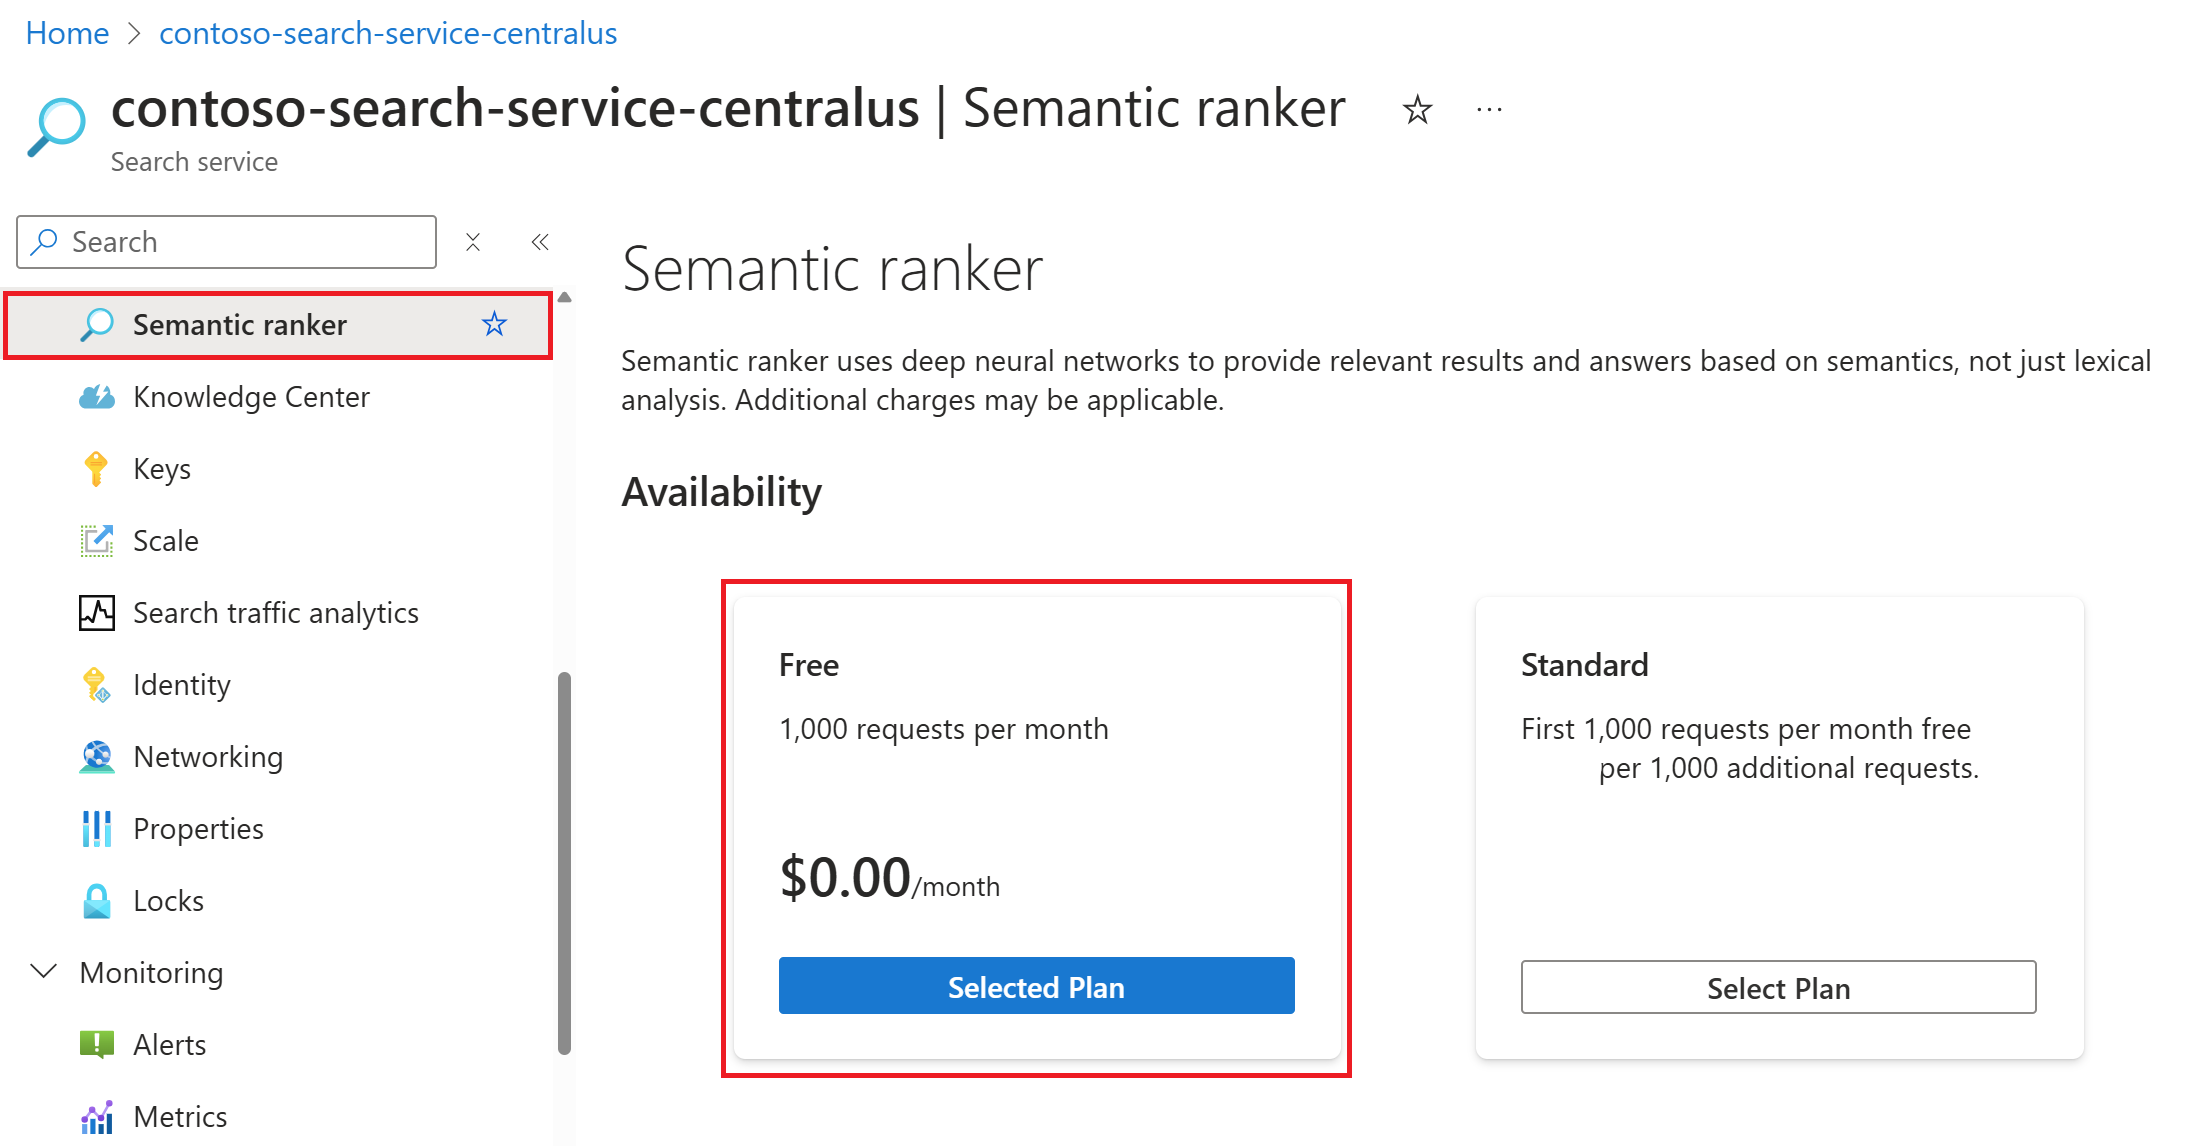 Home > contoso-search-service-centralus
contoso-search-service-centralus | Semantic ranker ☆ ···
Search service
Search
Semantic ranker
Knowledge Center
Keys
Scale
Search traffic analytics
Identity
Networking
Properties
Locks
Monitoring
Alerts
Metrics
Semantic ranker
Semantic ranker uses deep neural networks to provide relevant results and answers based on semantics, not just lexical
analysis. Additional charges may be applicable.
Availability
Free
1,000 requests per month
$0.00/month
Selected Plan
Standard
First 1,000 requests per month free
per 1,000 additional requests.
Select Plan